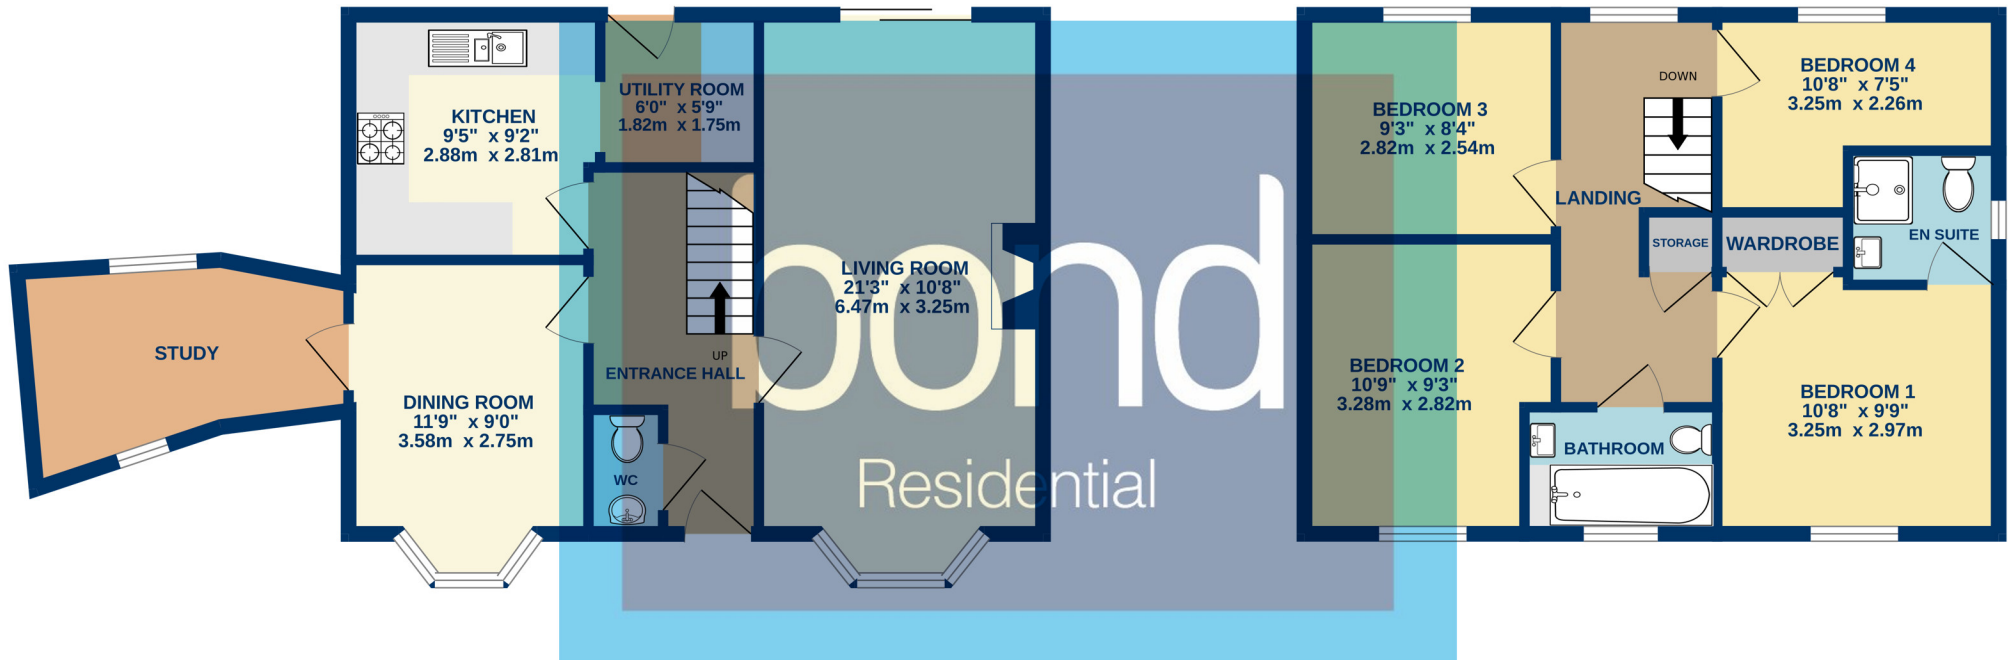 KITCHEN
9'5" x 9'2"
2.88m x 2.81m
UTILITY ROOM
6'0" x 5'9"
1.82m x 1.75m
LIVING ROOM
21'3" x 10'8"
6.47m x 3.25m
STUDY
DINING ROOM
11'9" x 9'0"
3.58m x 2.75m
UP
ENTRANCE HALL
WC
bond
Residential
BEDROOM 3
9'3" x 8'4"
2.82m x 2.54m
DOWN
BEDROOM 4
10'8" x 7'5"
3.25m x 2.26m
LANDING
STORAGE
WARDROBE
EN SUITE
BEDROOM 2
10'9" x 9'3"
3.28m x 2.82m
BEDROOM 1
10'8" x 9'9"
3.25m x 2.97m
BATHROOM